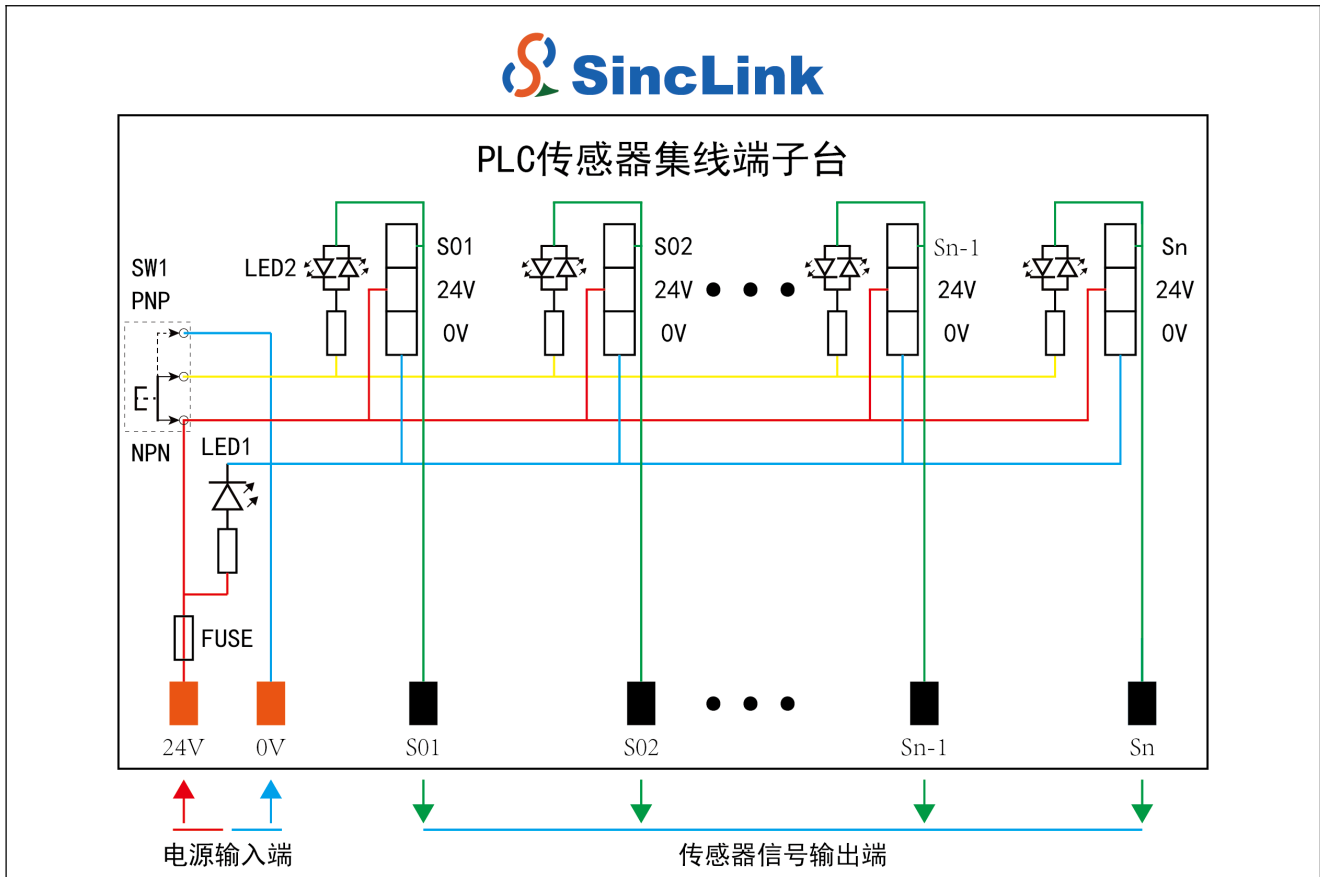 SincLink
PLC传感器集线端子台
SW1
PNP
NPN
LED2
S01
24V
0V
S02
24V
0V
Sn-1
24V
0V
Sn
24V
0V
LED1
FUSE
24V
0V
S01
S02
Sn-1
Sn
电源输入端
传感器信号输出端